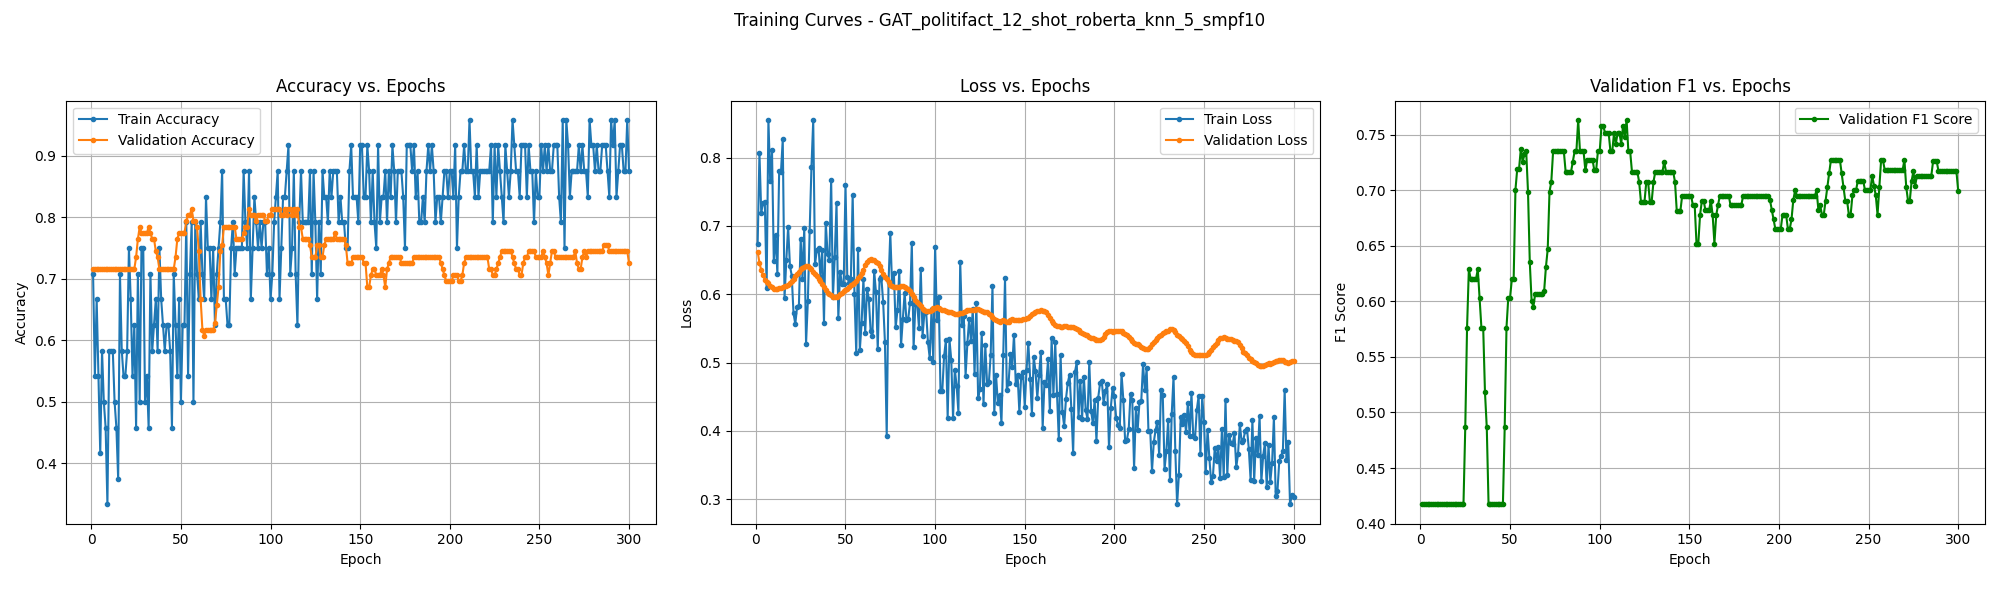 Training Curves - GAT_politifact_12_shot_roberta_knn_5_smpf10
Accuracy vs. Epochs
Train Accuracy
Validation Accuracy
Accuracy
0.9
0.8
0.7
0.6
0.5
0.4
0 50 100 150 200 250 300
Epoch
Loss vs. Epochs
Train Loss
Validation Loss
Loss
0.8
0.7
0.6
0.5
0.4
0.3
0 50 100 150 200 250 300
Epoch
Validation F1 vs. Epochs
Validation F1 Score
F1 Score
0.75
0.70
0.65
0.60
0.55
0.50
0.45
0.40
0 50 100 150 200 250 300
Epoch